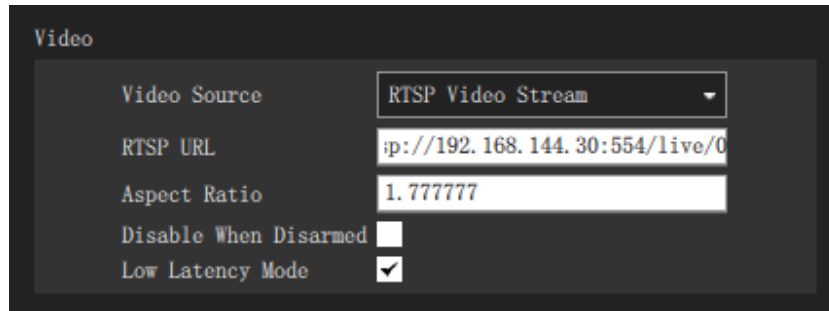 Video
Video Source RTSP Video Stream
RTSP URL sp://192.168.144.30:554/live/0
Aspect Ratio 1.777777
Disable When Disarmed
Low Latency Mode